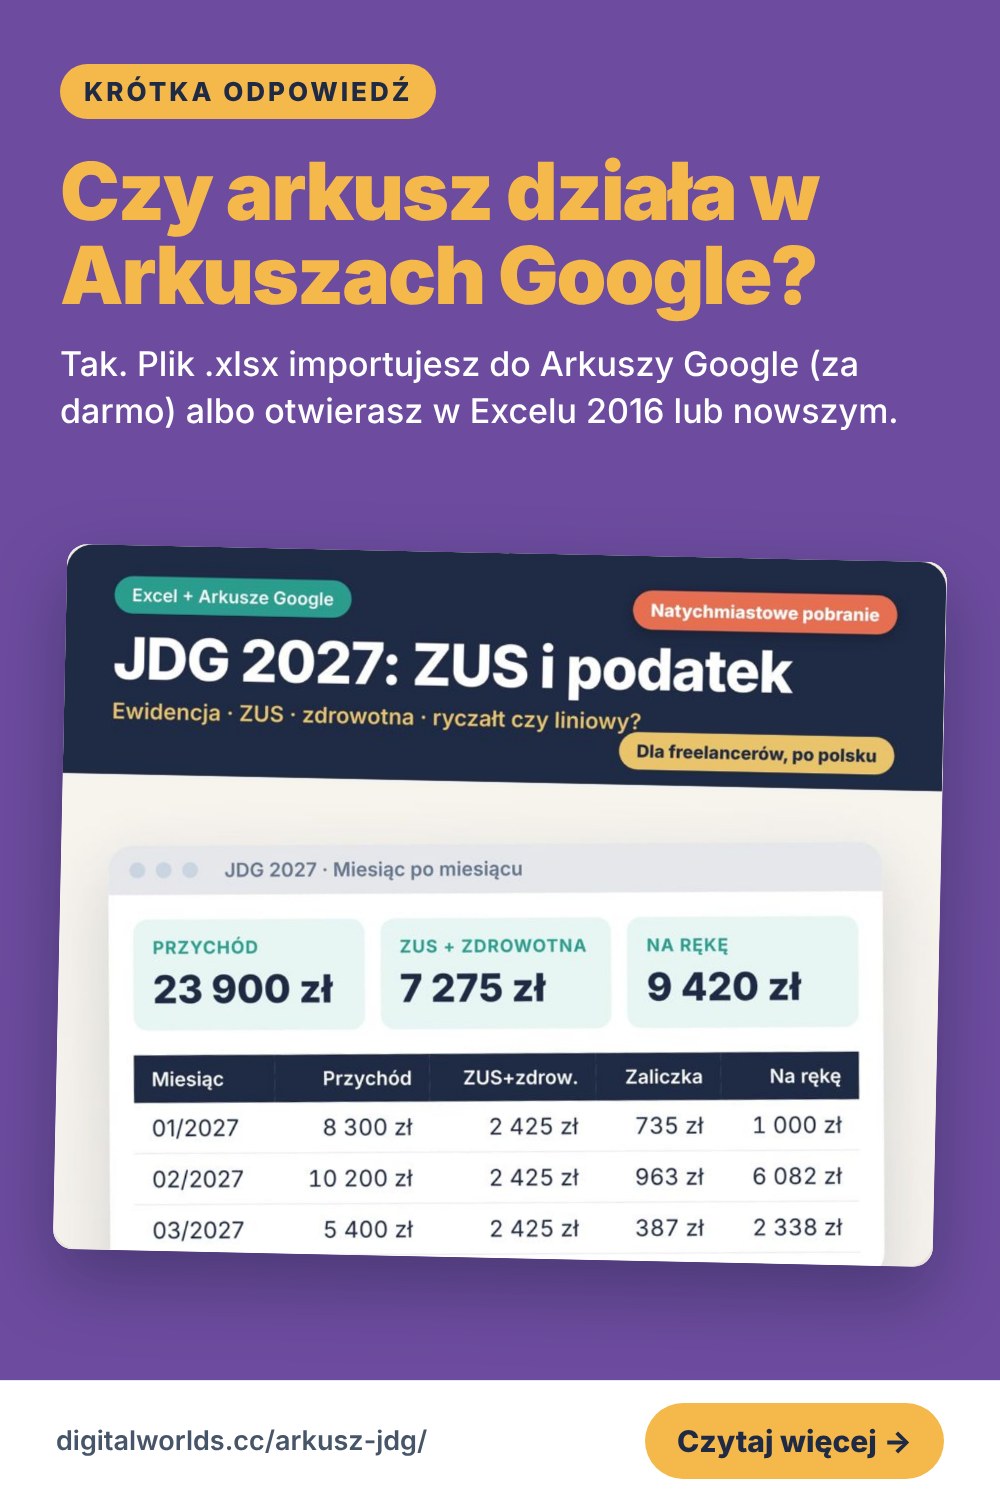 KRÓTKA ODPOWIEDŹ
Czy arkusz działa w
Arkuszach Google?
Tak. Plik .xlsx importujesz do Arkuszy Google (za
darmo) albo otwierasz w Excelu 2016 lub nowszym.
Excel + Arkusze Google
Natychmiastowe pobranie
JDG 2027: ZUS i podatek
Ewidencja · ZUS · zdrowotna · ryczałt czy liniowy?
Dla freelancerów, po polsku
JDG 2027 · Miesiąc po miesiącu
PRZYCHÓD ZUS + ZDROWOTNA NA RĘKĘ
23 900 zł 7 275 zł 9 420 zł
Miesiąc Przychód ZUS+zdrow. Zaliczka Na rękę
01/2027 8 300 zł 2 425 zł 735 zł 1 000 zł
02/2027 10 200 zł 2 425 zł 963 zł 6 082 zł
03/2027 5 400 zł 2 425 zł 387 zł 2 338 zł
digitalworlds.cc/arkusz-jdg/
Czytaj więcej →